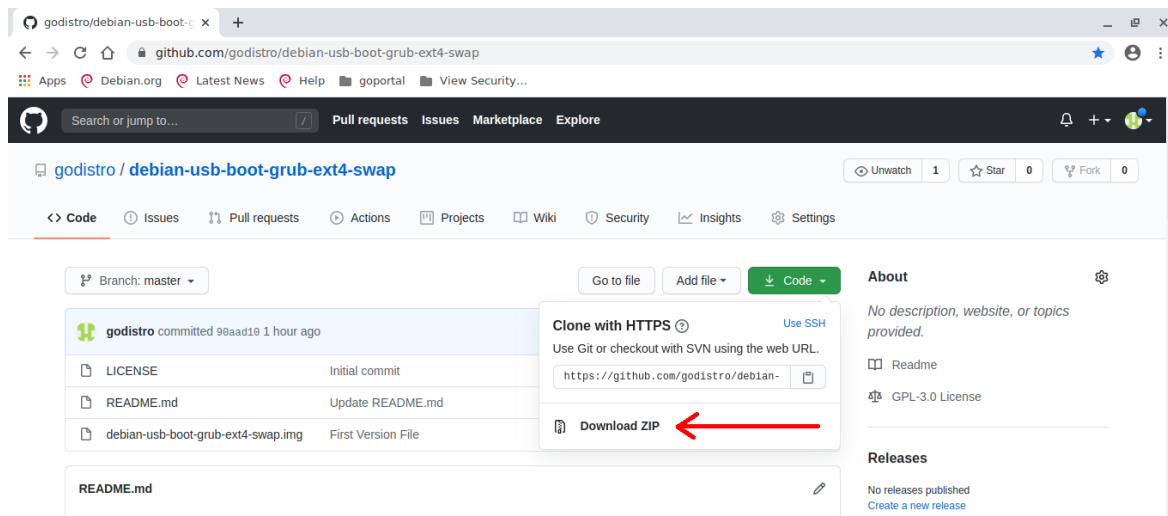 godistro/debian-usb-boot-g
github.com/godistro/debian-usb-boot-grub-ext4-swap
Apps Debian.org Latest News Help goportal View Security...
Search or jump to... / Pull requests Issues Marketplace Explore
godistro / debian-usb-boot-grub-ext4-swap Unwatch 1 Star 0 Fork 0
Code Issues Pull requests Actions Projects Wiki Security Insights Settings
Branch: master Go to file Add file Code
godistro committed 90aad10 1 hour ago
LICENSE Initial commit
README.md Update README.md
debian-usb-boot-grub-ext4-swap.img First Version File
Clone with HTTPS ? Use SSH
Use Git or checkout with SVN using the web URL.
https://github.com/godistro/debian-
Download ZIP
README.md
About
No description, website, or topics
provided.
Readme
GPL-3.0 License
Releases
No releases published
Create a new release